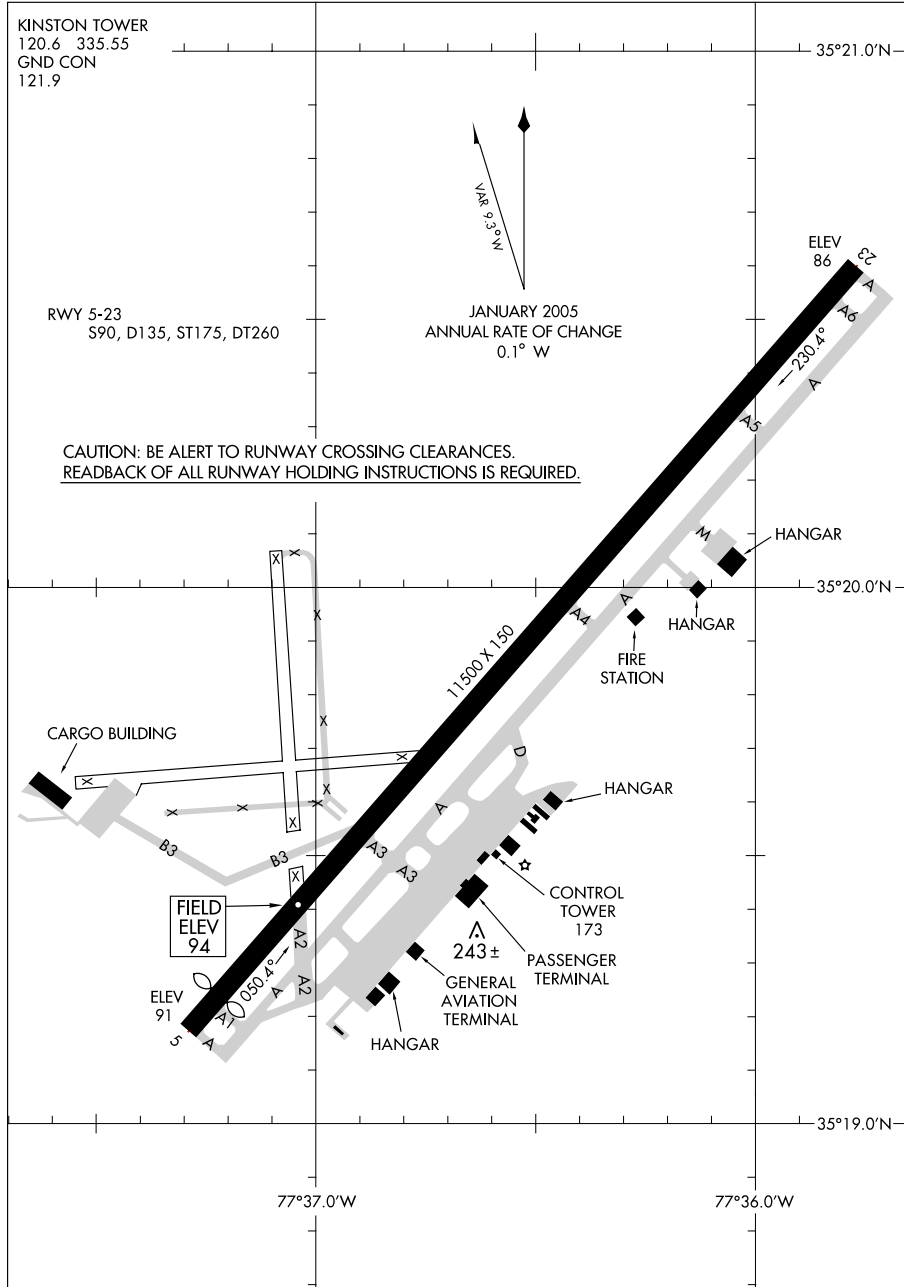 KINSTON TOWER
120.6 335.55
GND CON
121.9
35°21.0'N
VAR 9.3° W
ELEV
86
23
A
A6
RWY 5-23
S90, D135, ST175, DT260
JANUARY 2005
ANNUAL RATE OF CHANGE
0.1° W
230.4°
A
A5
CAUTION: BE ALERT TO RUNWAY CROSSING CLEARANCES.
READBACK OF ALL RUNWAY HOLDING INSTRUCTIONS IS REQUIRED.
M
HANGAR
X
X
35°20.0'N
A
HANGAR
A4
X
FIRE
STATION
11500 X 150
X
CARGO BUILDING
D
X
X
X
HANGAR
X
X
X
X
A
B3
B3
A3
A3
X
CONTROL
TOWER
173
FIELD
ELEV
94
A2
243±
PASSENGER
TERMINAL
050.4°
A2
A
GENERAL
AVIATION
TERMINAL
ELEV
91
A1
5
A
HANGAR
35°19.0'N
77°37.0'W
77°36.0'W